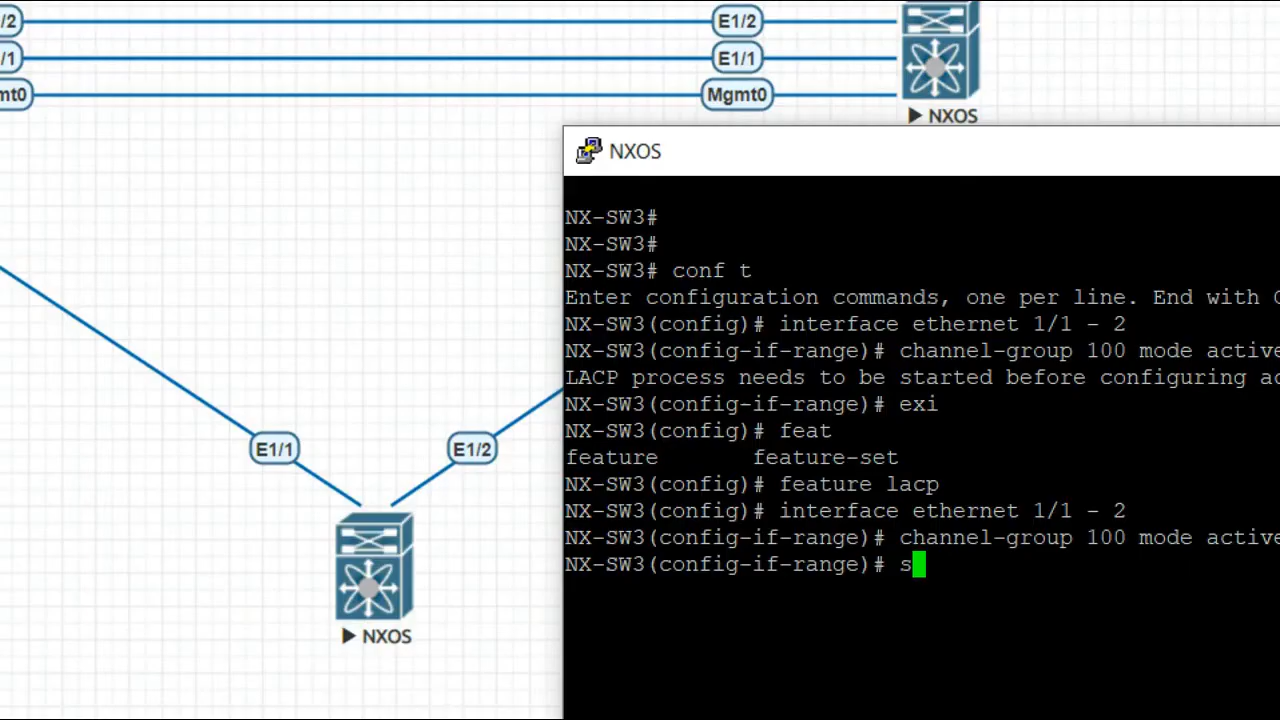 /2
E1/2
/1
E1/1
mt0
Mgmt0
NXOS
NXOS
NX-SW3#
NX-SW3#
NX-SW3# conf t
Enter configuration commands, one per line. End with C
NX-SW3(config)# interface ethernet 1/1 - 2
NX-SW3(config-if-range)# channel-group 100 mode active
LACP process needs to be started before configuring ac
NX-SW3(config-if-range)# exi
NX-SW3(config)# feat
feature feature-set
NX-SW3(config)# feature lacp
NX-SW3(config)# interface ethernet 1/1 - 2
NX-SW3(config-if-range)# channel-group 100 mode active
NX-SW3(config-if-range)# s
E1/1
E1/2
NXOS